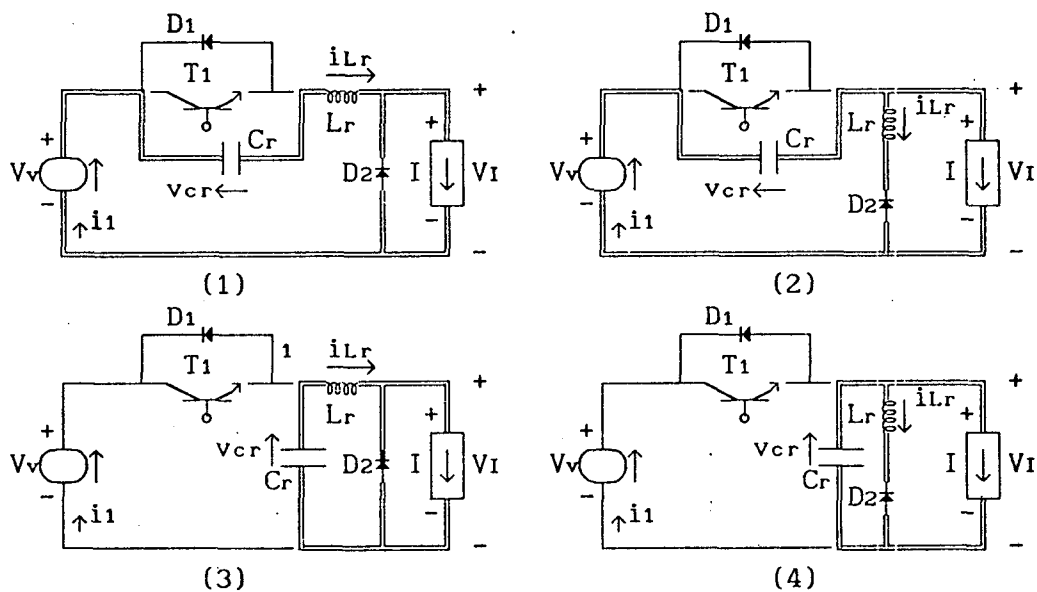 D1
T1
iLr
Lr
+
+
Cr
Vv
D2
I
VI
vcr
−
i1
−
−
(1)
D1
T1
iLr
Lr
+
+
Cr
Vv
D2
I
VI
vcr
−
i1
−
−
(2)
D1
1
T1
iLr
Lr
+
+
vcr
Cr
Vv
D2
I
VI
+
−
i1
−
−
(3)
D1
T1
iLr
Lr
+
+
vcr
Cr
Vv
D2
I
VI
+
−
i1
−
−
(4)